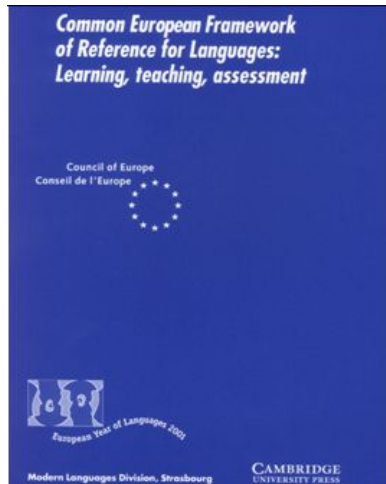 Common European Framework
of Reference for Languages:
Learning, teaching, assessment
Council of Europe
Conseil de l'Europe
European Year of Languages 2001
Modern Languages Division, Strasbourg
CAMBRIDGE
UNIVERSITY PRESS